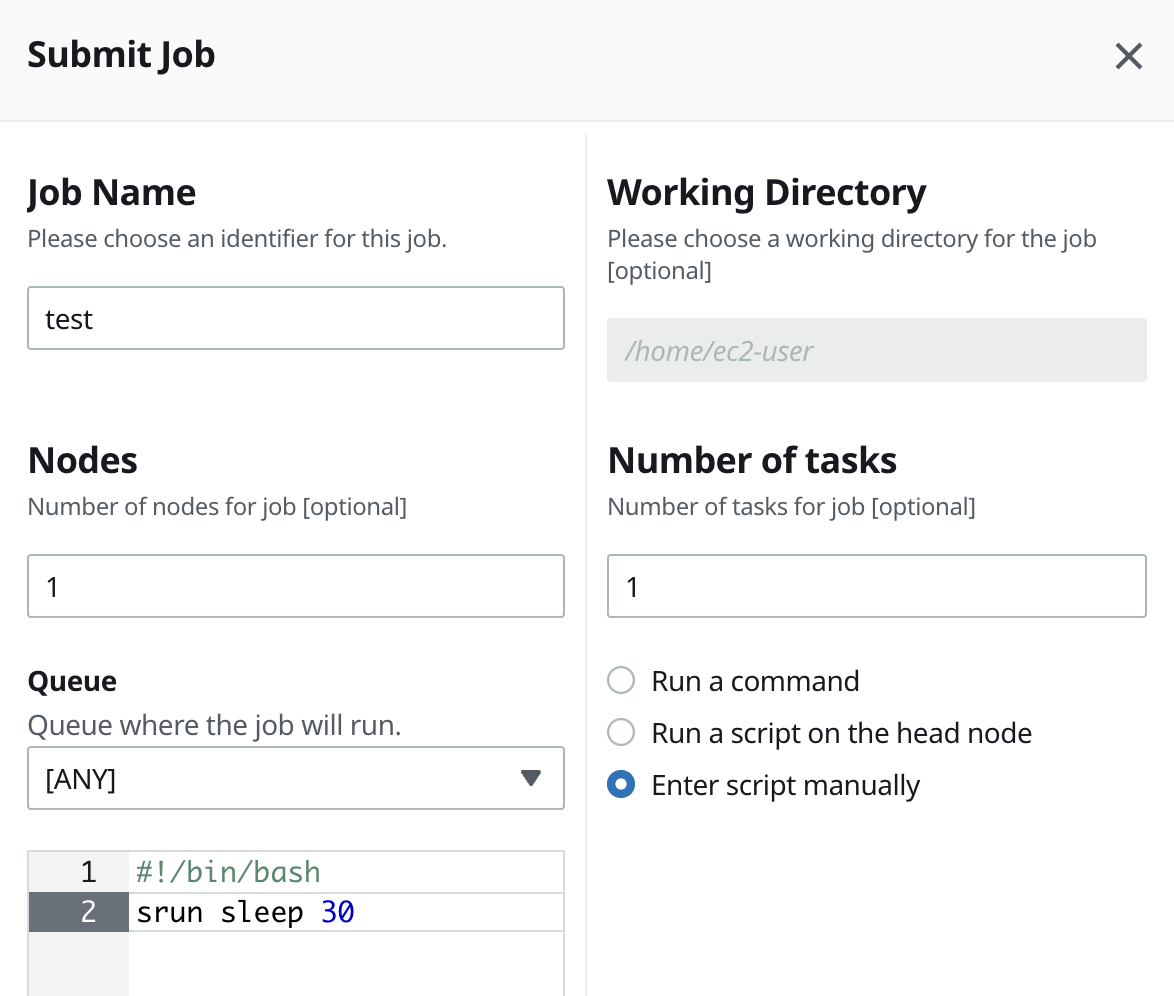 Submit Job
Job Name
Please choose an identifier for this job.
test
Working Directory
Please choose a working directory for the job
[optional]
/home/ec2-user
Nodes
Number of nodes for job [optional]
1
Number of tasks
Number of tasks for job [optional]
1
Queue
Queue where the job will run.
[ANY]
Run a command
Run a script on the head node
Enter script manually
1 #!/bin/bash
2 srun sleep 30